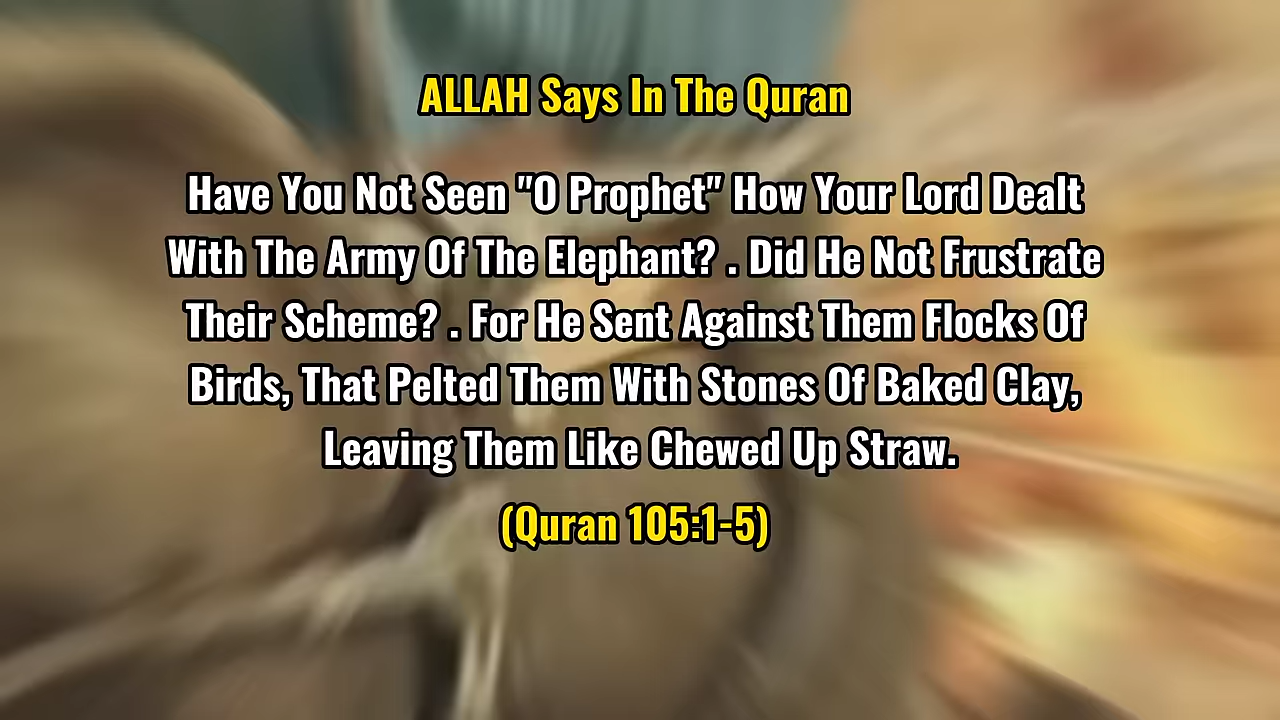 ALLAH Says In The Quran
Have You Not Seen "O Prophet" How Your Lord Dealt
With The Army Of The Elephant? . Did He Not Frustrate
Their Scheme? . For He Sent Against Them Flocks Of
Birds, That Pelted Them With Stones Of Baked Clay,
Leaving Them Like Chewed Up Straw.
(Quran 105:1-5)